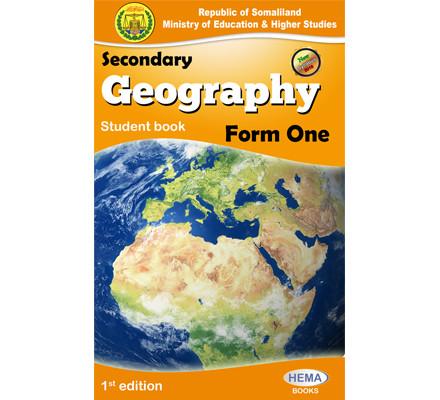 Republic of Somaliland
Ministry of Education & Higher Studies
Secondary
Geography
Student book
Form One
1st edition
HEMA
BOOKS